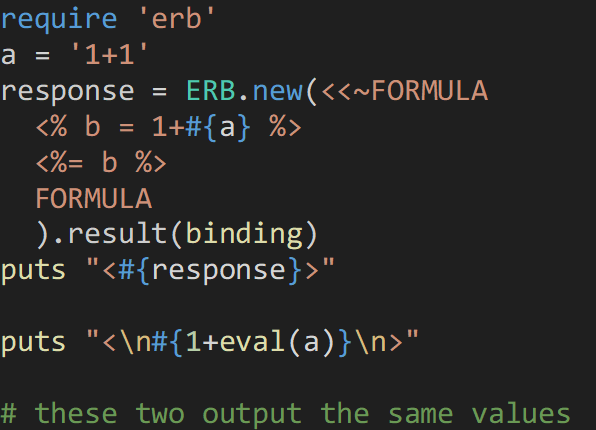 require 'erb'
a = '1+1'
response = ERB.new(<<~FORMULA
  <% b = 1+#{a} %>
  <%= b %>
  FORMULA
  ).result(binding)
puts "<#{response}>"

puts "<\n#{1+eval(a)}\n>"

# these two output the same values